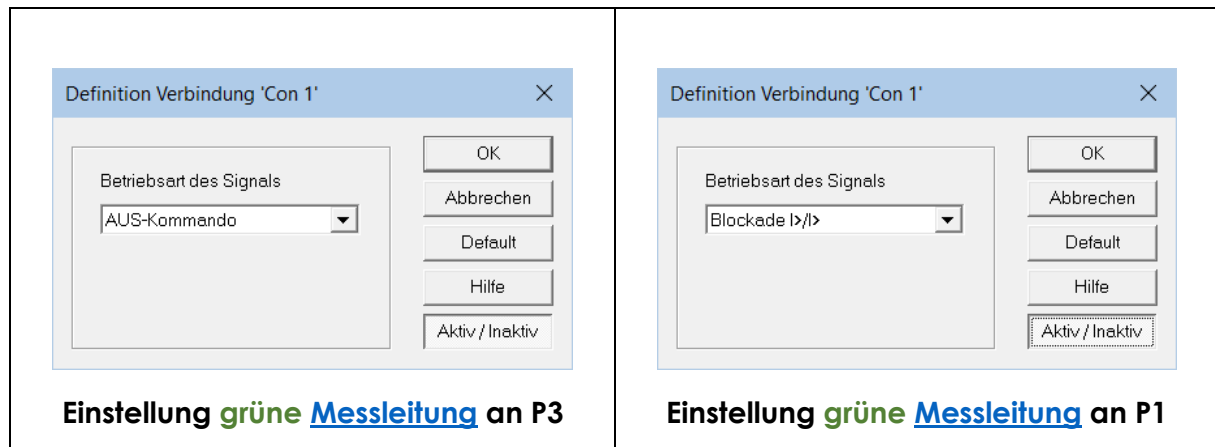 Definition Verbindung 'Con 1'
Betriebsart des Signals
AUS-Kommando
OK
Abbrechen
Default
Hilfe
Aktiv / Inaktiv
Einstellung grüne Messleitung an P3
Definition Verbindung 'Con 1'
Betriebsart des Signals
Blockade I>/I>
OK
Abbrechen
Default
Hilfe
Aktiv / Inaktiv
Einstellung grüne Messleitung an P1